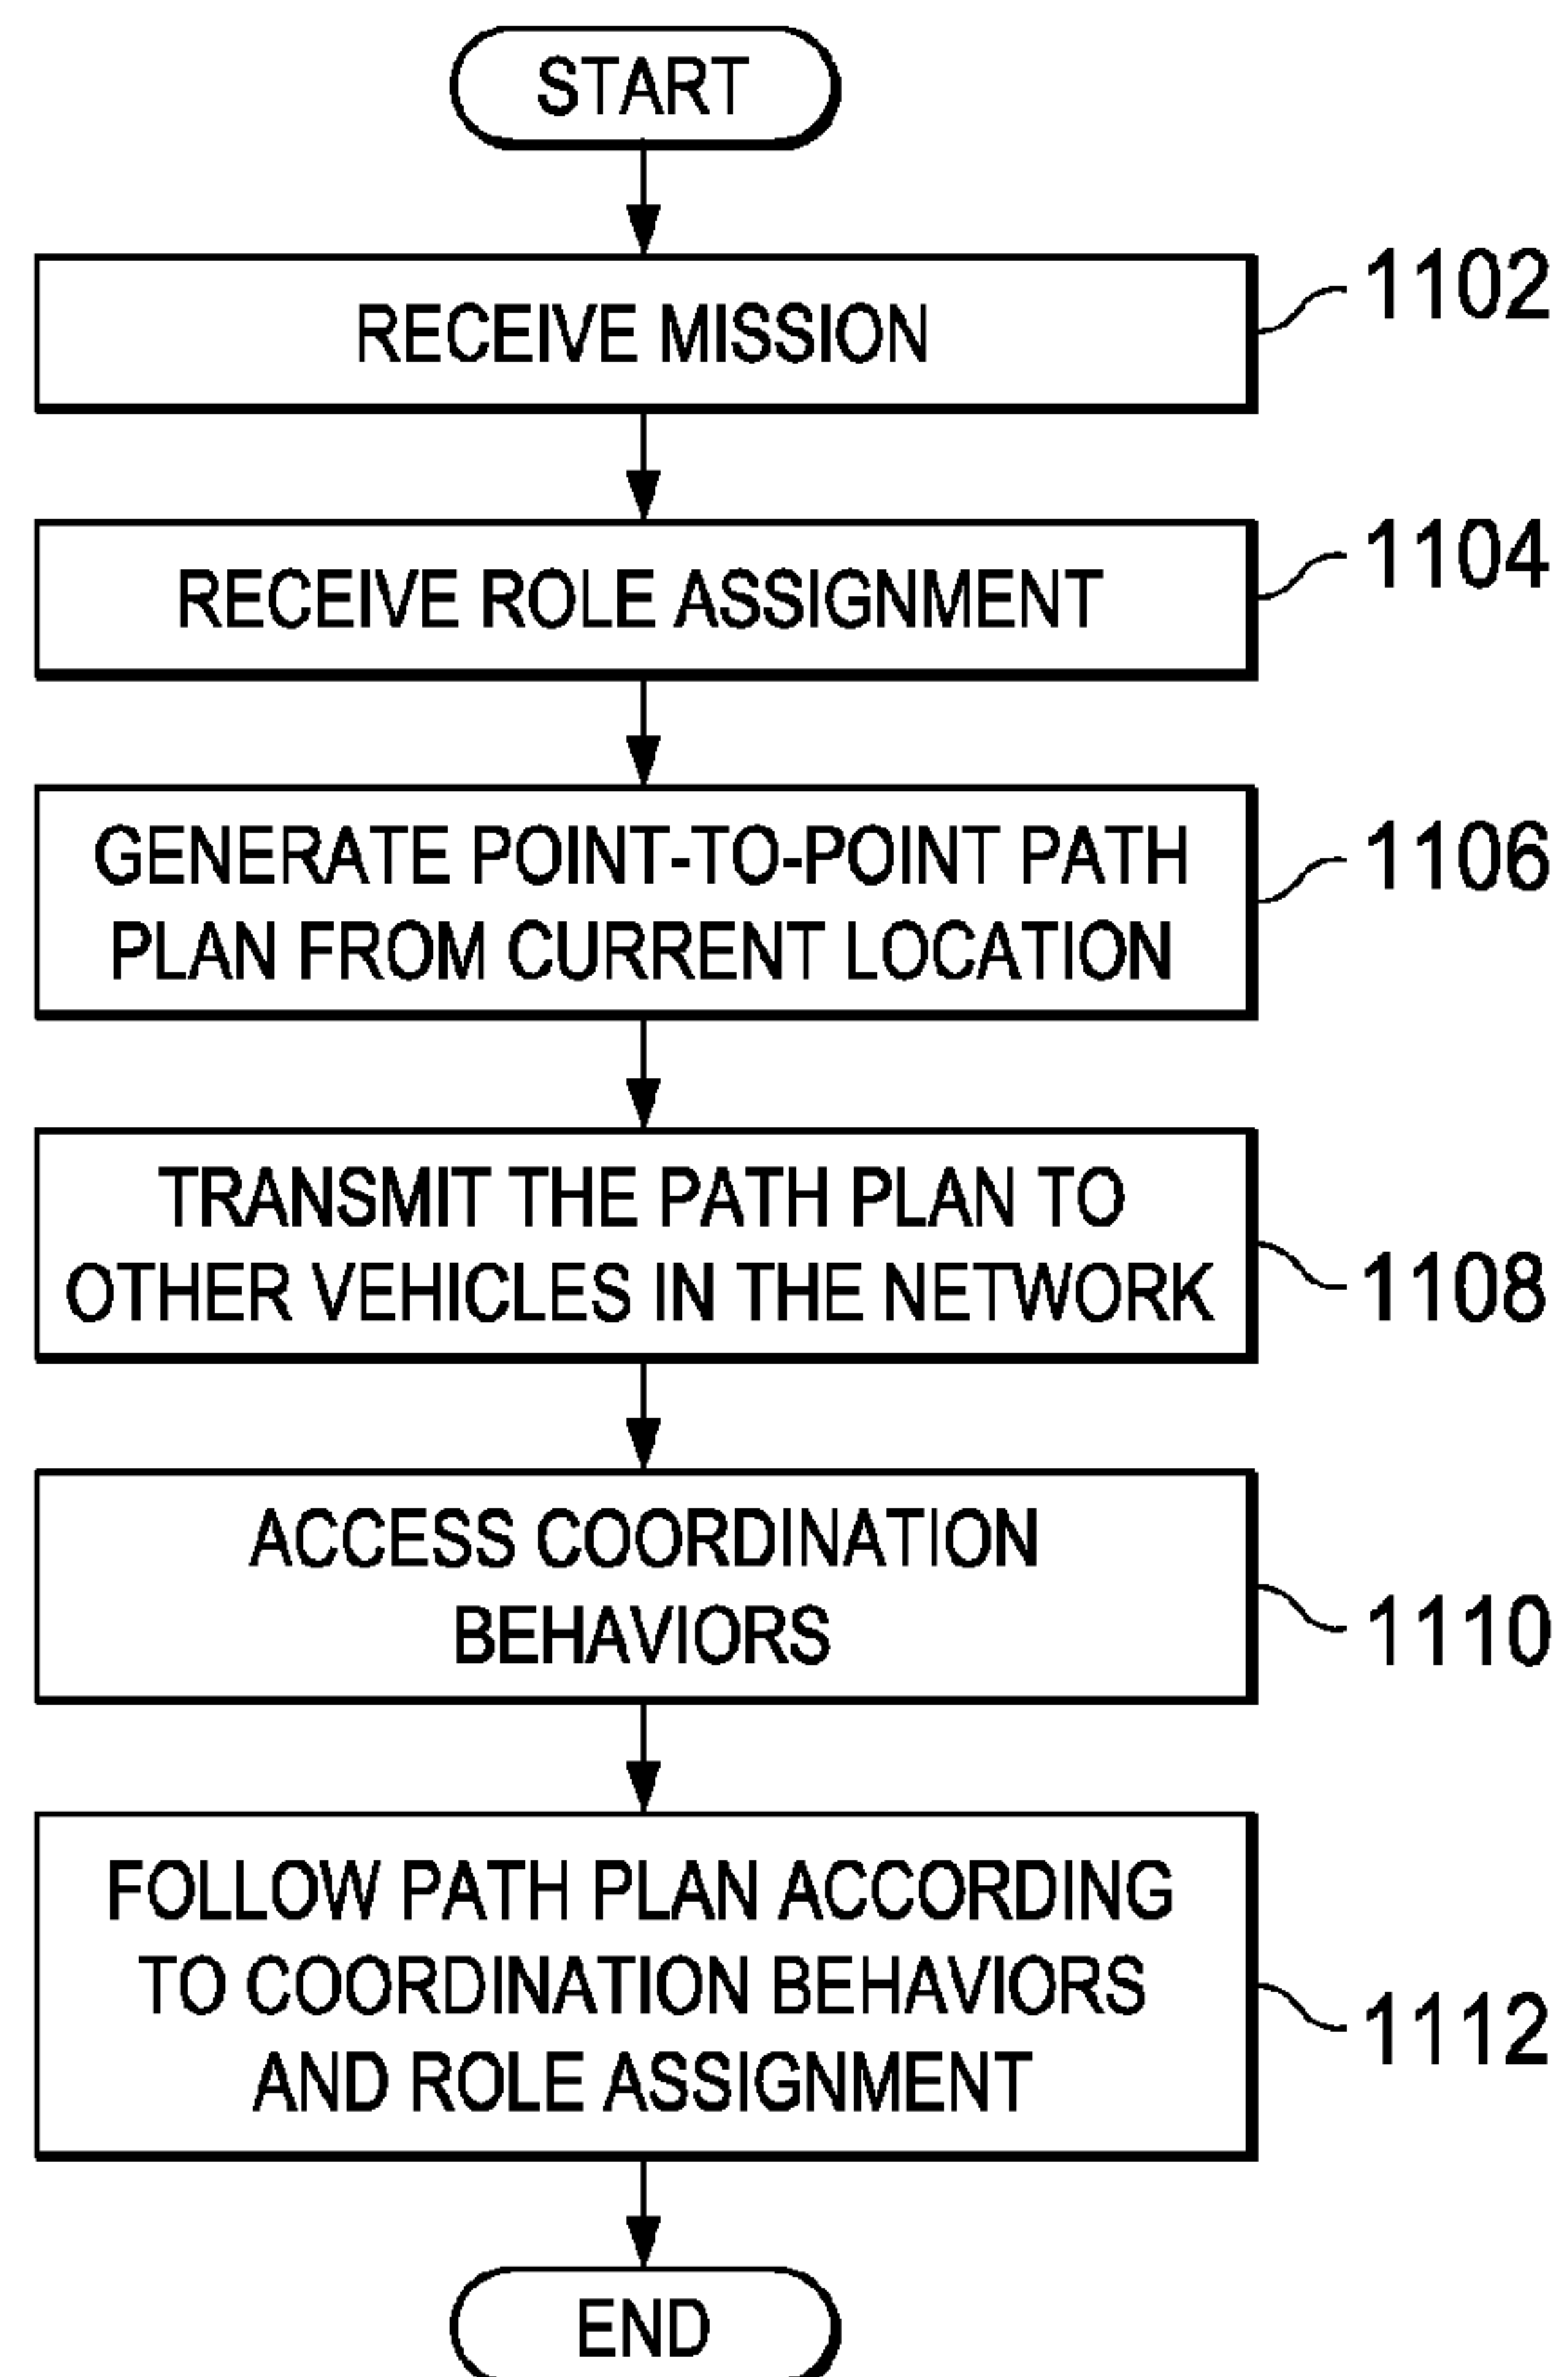 START
RECEIVE MISSION
1102
RECEIVE ROLE ASSIGNMENT
1104
GENERATE POINT-TO-POINT PATH
PLAN FROM CURRENT LOCATION
1106
TRANSMIT THE PATH PLAN TO
OTHER VEHICLES IN THE NETWORK
1108
ACCESS COORDINATION
BEHAVIORS
1110
FOLLOW PATH PLAN ACCORDING
TO COORDINATION BEHAVIORS
AND ROLE ASSIGNMENT
1112
END